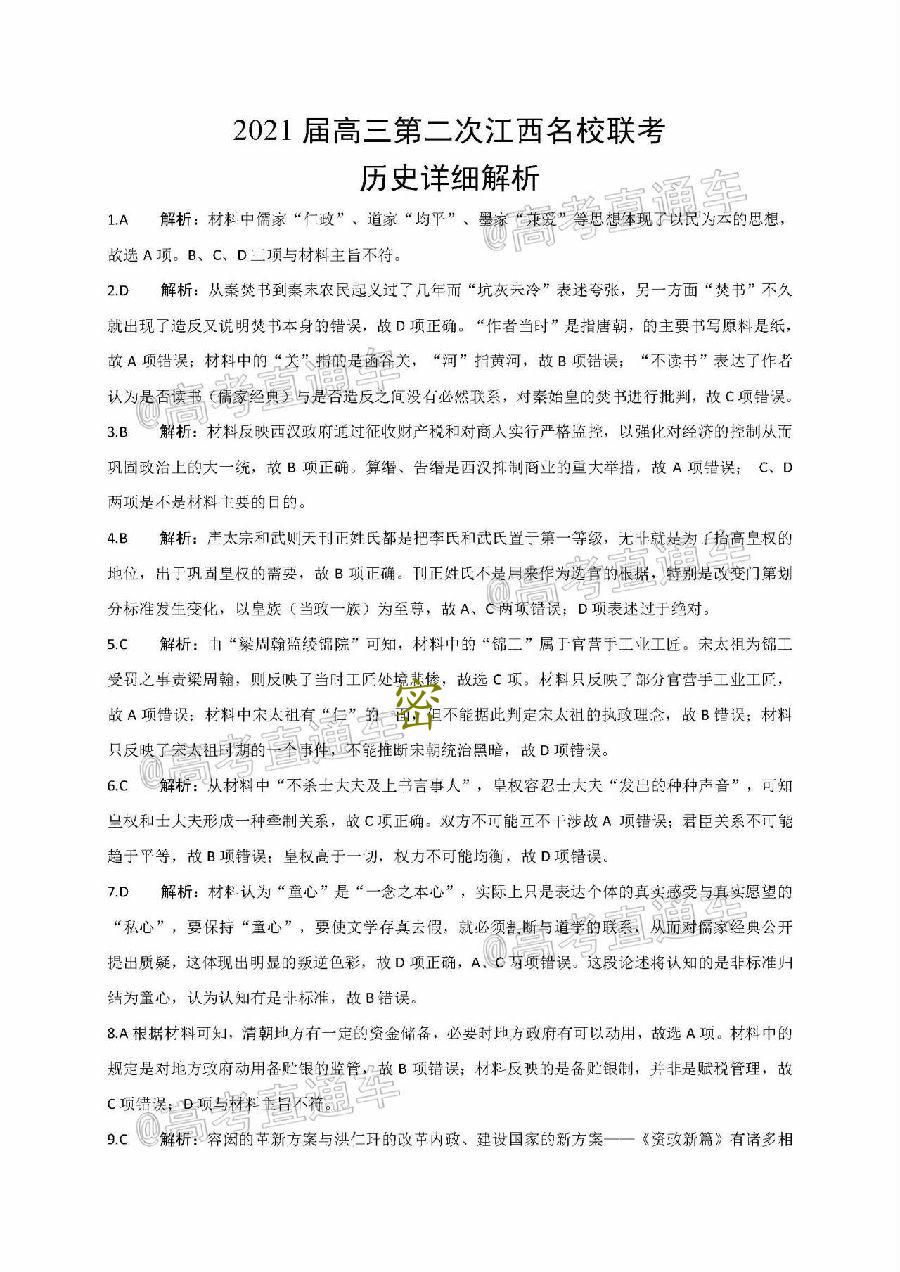 2021 届高三第二次江西名校联考
历史详细解析
1.A 解析：材料中儒家“仁政”、道家“均平”、墨家“兼爱”等思想体现了以民为本的思想，
故选 A 项。B、C、D 三项与材料主旨不符。
2.D 解析：从秦焚书到秦末农民起义过了几年而“坑灰未冷”表述夸张，另一方面“焚书”不久
就出现了造反又说明焚书本身的错误，故 D 项正确。“作者当时”是指唐朝，的主要书写原料是纸，
故 A 项错误；材料中的“关”指的是函谷关，“河”指黄河，故 B 项错误；“不读书”表达了作者
认为是否读书（儒家经典）与是否造反之间没有必然联系，对秦始皇的焚书进行批判，故 C 项错误。
3.B 解析：材料反映西汉政府通过征收财产税和对商人实行严格监控，以强化对经济的控制从而
巩固政治上的大一统，故 B 项正确。算缗、告缗是西汉抑制商业的重大举措，故 A 项错误； C、D
两项是不是材料主要的目的。
4.B 解析：唐太宗和武则天刊正姓氏都是把李氏和武氏置于第一等级，无非就是为了抬高皇权的
地位，出于巩固皇权的需要，故 B 项正确。刊正姓氏不是用来作为选官的根据，特别是改变门第划
分标准发生变化，以皇族（当政一族）为至尊，故 A、C 两项错误；D 项表述过于绝对。
5.C 解析：由“梁周翰监绫锦院”可知，材料中的“锦工”属于官营手工业工匠。宋太祖为锦工
受罚之事责梁周翰，则反映了当时工匠处境悲惨，故选 C 项。材料只反映了部分官营手工业工匠，
故 A 项错误；材料中宋太祖有“仁”的 面，但不能据此判定宋太祖的执政理念，故 B 错误；材料
只反映了宋太祖时期的一个事件，不能推断宋朝统治黑暗，故 D 项错误。
密
6.C 解析：从材料中“不杀士大夫及上书言事人”，皇权容忍士大夫“发出的种种声音”，可知
皇权和士大夫形成一种牵制关系，故 C 项正确。双方不可能互不干涉故 A 项错误；君臣关系不可能
趋于平等，故 B 项错误；皇权高于一切，权力不可能均衡，故 D 项错误。
7.D 解析：材料认为“童心”是“一念之本心”，实际上只是表达个体的真实感受与真实愿望的
“私心”，要保持“童心”，要使文学存真去假，就必须割断与道学的联系，从而对儒家经典公开
提出质疑，这体现出明显的叛逆色彩，故 D 项正确，A、C 两项错误。这段论述将认知的是非标准归
结为童心，认为认知有是非标准，故 B 错误。
8.A 根据材料可知，清朝地方有一定的资金储备，必要时地方政府有可以动用，故选 A 项。材料中的
规定是对地方政府动用备贮银的监管，故 B 项错误；材料反映的是备贮银制，并非是赋税管理，故
C 项错误；D 项与材料主旨不符。
9.C 解析：容闳的革新方案与洪仁玕的改革内政、建设国家的新方案——《资政新篇》有诸多相
@高考直通车
@高考直通车
@高考直通车
@高考直通车
@高考直通车
@高考直通车